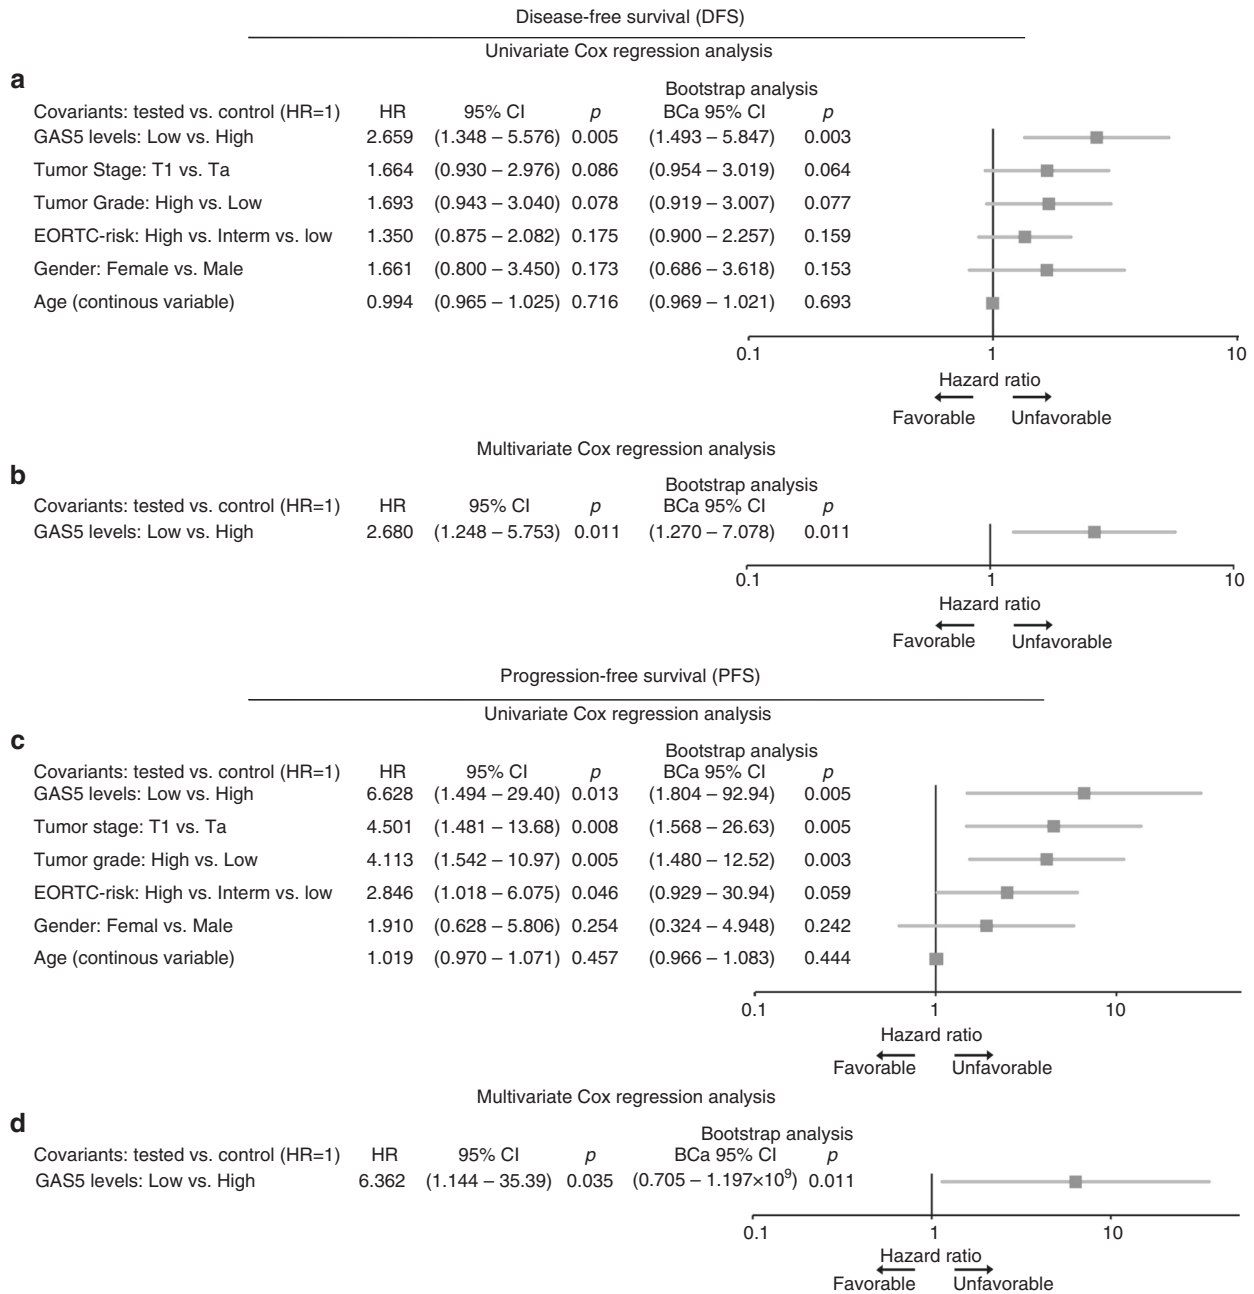 Disease-free survival (DFS)
Univariate Cox regression analysis
a
Bootstrap analysis
Covariants: tested vs. control (HR=1) HR 95% CI p BCa 95% CI p
GAS5 levels: Low vs. High 2.659 (1.348 – 5.576) 0.005 (1.493 – 5.847) 0.003
Tumor Stage: T1 vs. Ta 1.664 (0.930 – 2.976) 0.086 (0.954 – 3.019) 0.064
Tumor Grade: High vs. Low 1.693 (0.943 – 3.040) 0.078 (0.919 – 3.007) 0.077
EORTC-risk: High vs. Interm vs. low 1.350 (0.875 – 2.082) 0.175 (0.900 – 2.257) 0.159
Gender: Female vs. Male 1.661 (0.800 – 3.450) 0.173 (0.686 – 3.618) 0.153
Age (continous variable) 0.994 (0.965 – 1.025) 0.716 (0.969 – 1.021) 0.693
0.1 1 10
Hazard ratio
Favorable Unfavorable
Multivariate Cox regression analysis
b
Bootstrap analysis
Covariants: tested vs. control (HR=1) HR 95% CI p BCa 95% CI p
GAS5 levels: Low vs. High 2.680 (1.248 – 5.753) 0.011 (1.270 – 7.078) 0.011
0.1 1 10
Hazard ratio
Favorable Unfavorable
Progression-free survival (PFS)
Univariate Cox regression analysis
c
Bootstrap analysis
Covariants: tested vs. control (HR=1) HR 95% CI p BCa 95% CI p
GAS5 levels: Low vs. High 6.628 (1.494 – 29.40) 0.013 (1.804 – 92.94) 0.005
Tumor stage: T1 vs. Ta 4.501 (1.481 – 13.68) 0.008 (1.568 – 26.63) 0.005
Tumor grade: High vs. Low 4.113 (1.542 – 10.97) 0.005 (1.480 – 12.52) 0.003
EORTC-risk: High vs. Interm vs. low 2.846 (1.018 – 6.075) 0.046 (0.929 – 30.94) 0.059
Gender: Femal vs. Male 1.910 (0.628 – 5.806) 0.254 (0.324 – 4.948) 0.242
Age (continous variable) 1.019 (0.970 – 1.071) 0.457 (0.966 – 1.083) 0.444
0.1 1 10
Hazard ratio
Favorable Unfavorable
Multivariate Cox regression analysis
d
Bootstrap analysis
Covariants: tested vs. control (HR=1) HR 95% CI p BCa 95% CI p
GAS5 levels: Low vs. High 6.362 (1.144 – 35.39) 0.035 (0.705 – 1.197×10⁹) 0.011
0.1 1 10
Hazard ratio
Favorable Unfavorable